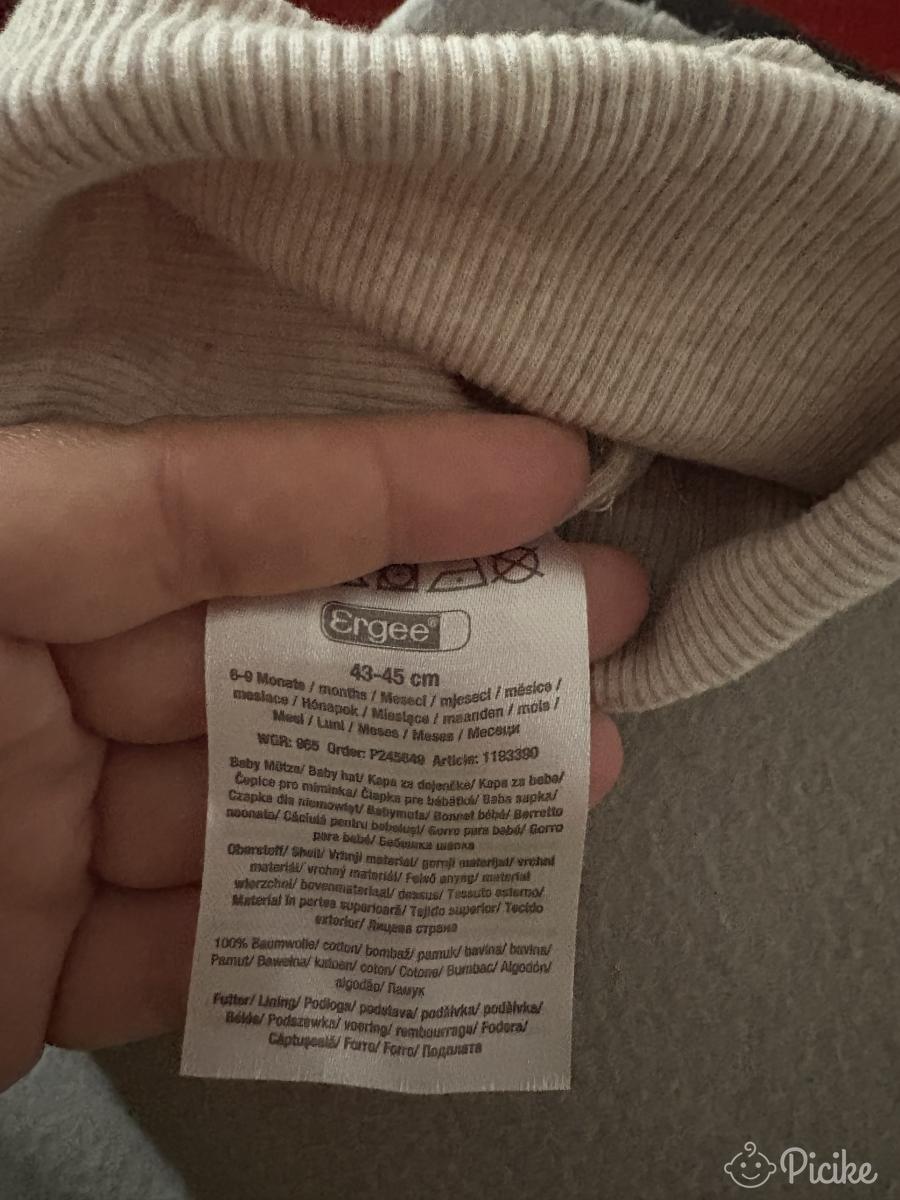 Ergee®
43-45 cm
6-9 Monate / months / Meseci / mjeseci / měsíce /
mesiace / Hónapok / Miesiące / maanden / mois /
Mesi / Luni / Meses / Meses / Месеци
WGR: 965 Order: P245649 Article: 1193390
Baby Mütze/ Baby hat/ Kapa za dojenčke/ Kapa za bebe/
Čepice pro miminka/ Čiapka pre bábätká/ Baba sapka/
Czapka dla niemowląt/ Babymuts/ Bonnet bébé/ Berretto
neonato/ Căciulă pentru bebeluşi/ Gorro para bebé/ Gorro
para bebé/ Бебешка шапка
Oberstoff/ Shell/ Vrhnji material/ gornji materijal/ vrchní
materiál/ vrchný materiál/ Felső anyag/ materiał
wierzchni/ bovenmateriaal/ dessus/ Tessuto esterno/
Material în partea superioară/ Tejido superior/ Tecido
exterior/ Лицева страна
100% Baumwolle/ cotton/ bombaž/ pamuk/ bavlna/ bavlna/
Pamut/ Bawełna/ katoen/ coton/ Cotone/ Bumbac/ Algodón/
algodão/ Памук
Futter/ Lining/ Podloga/ podstava/ podšívka/ podšívka/
Bélés/ Podszewka/ voering/ rembourrage/ Fodera/
Căptuşeală/ Forro/ Forro/ Подплата
Picike